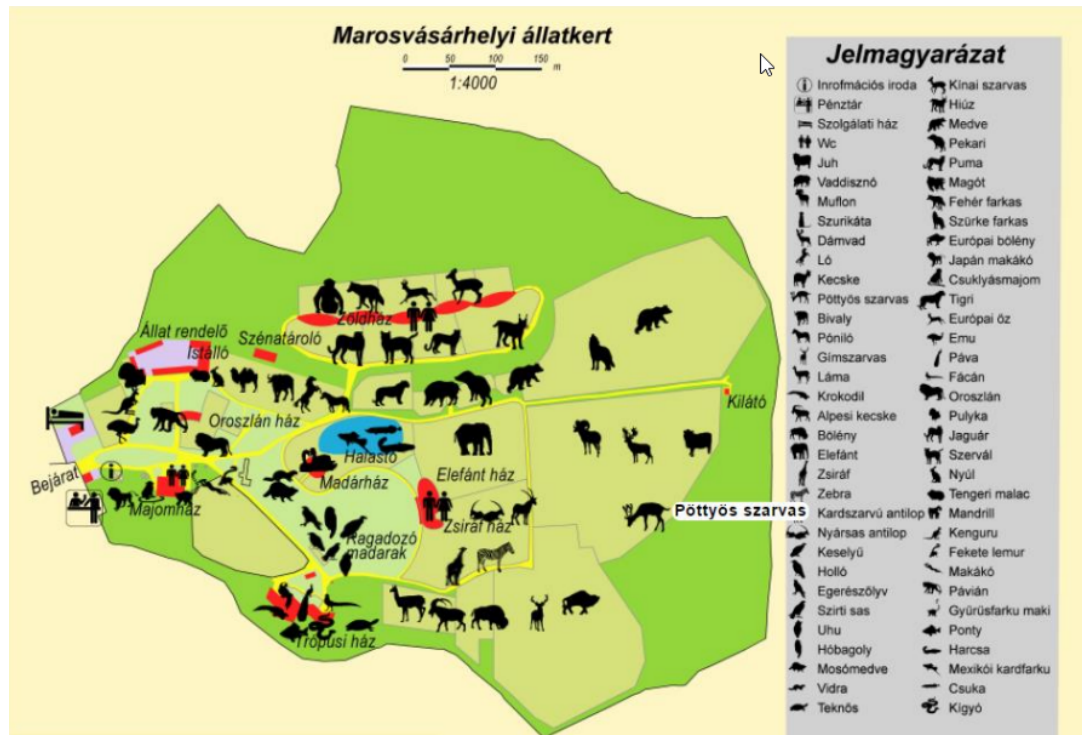 Marosvásárhelyi állatkert
0 50 100 150 m
1:4000
Állat rendelő
Istálló
Szénatároló
Zöldház
Oroszlán ház
Kilátó
Halastó
Madárház
Elefánt ház
Bejárat
Majomház
Zsiráf ház
Ragadozó
madarak
Pöttyös szarvas
Trópusi ház
Jelmagyarázat
Inrofmációs iroda
Pénztár
Szolgálati ház
Wc
Juh
Vaddisznó
Muflon
Szurikáta
Dámvad
Ló
Kecske
Pöttyös szarvas
Bivaly
Póniló
Gímszarvas
Láma
Krokodil
Alpesi kecske
Bölény
Elefánt
Zsiráf
Zebra
Kardszarvú antilop
Nyársas antilop
Keselyű
Holló
Egerészölyv
Szirti sas
Uhu
Hóbagoly
Mosómedve
Vidra
Teknős
Kínai szarvas
Hiúz
Medve
Pekari
Puma
Magót
Fehér farkas
Szürke farkas
Európai bölény
Japán makákó
Csuklyásmajom
Tigri
Európai őz
Emu
Páva
Fácán
Oroszlán
Pulyka
Jaguár
Szervál
Nyúl
Tengeri malac
Mandrill
Kenguru
Fekete lemur
Makákó
Pávián
Gyűrűsfarku maki
Ponty
Harcsa
Mexikói kardfarku
Csuka
Kígyó